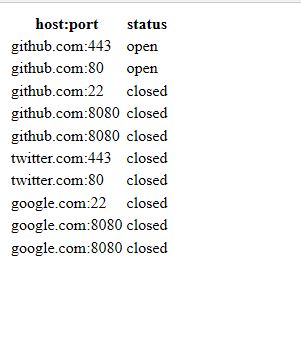 host:port status
github.com:443 open
github.com:80 open
github.com:22 closed
github.com:8080 closed
github.com:8080 closed
twitter.com:443 closed
twitter.com:80 closed
google.com:22 closed
google.com:8080 closed
google.com:8080 closed